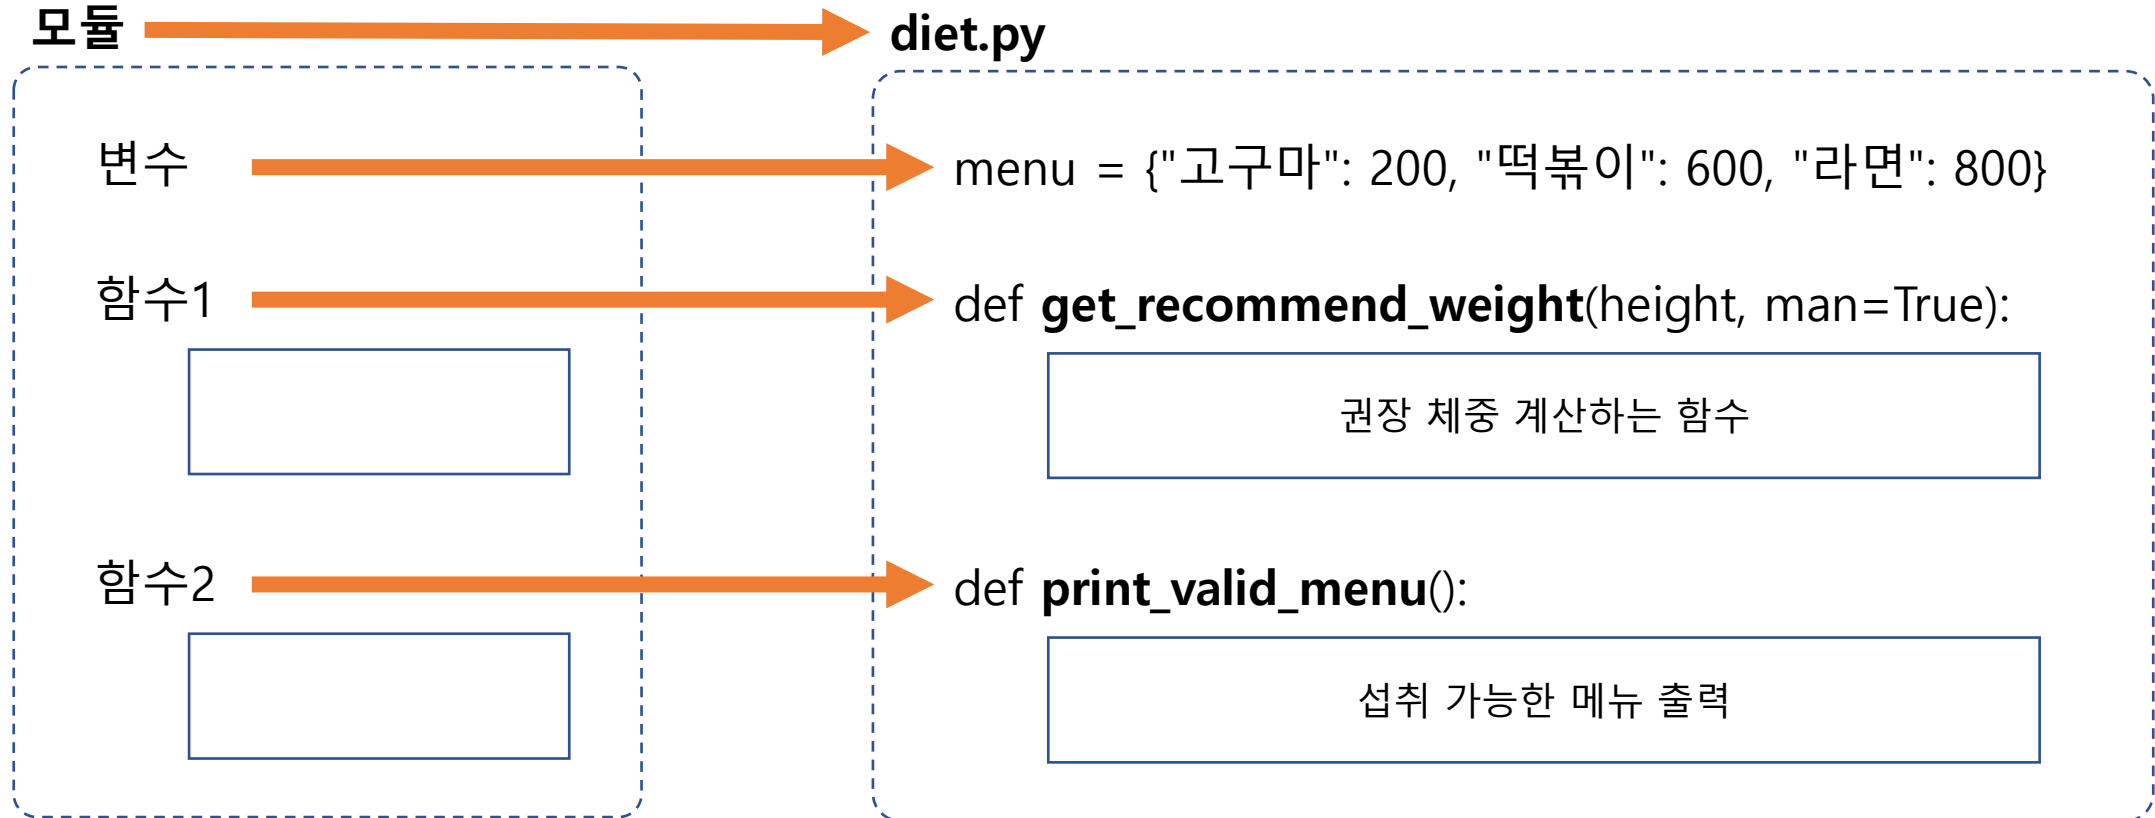 모듈
diet.py
변수
menu = {"고구마": 200, "떡볶이": 600, "라면": 800}
함수1
def get_recommend_weight(height, man=True):
권장 체중 계산하는 함수
함수2
def print_valid_menu():
섭취 가능한 메뉴 출력